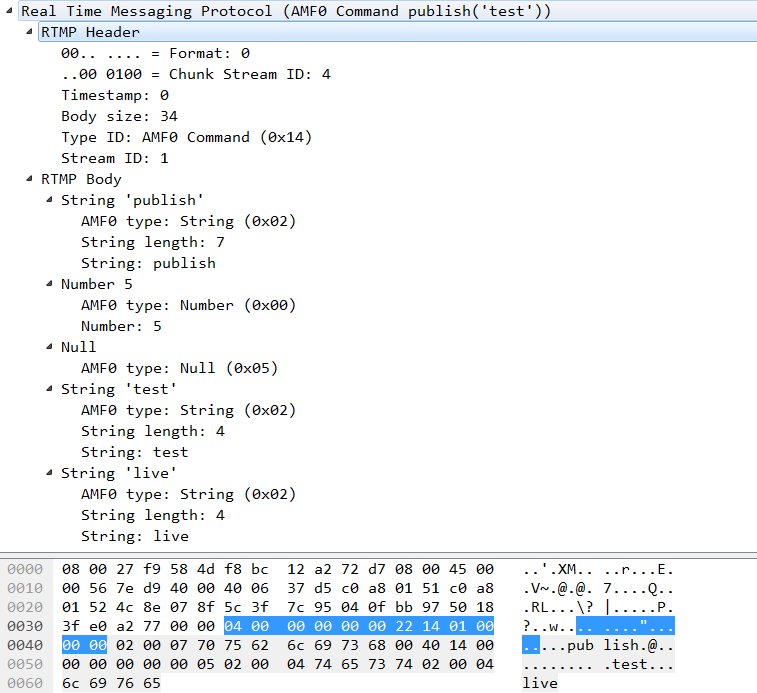 Real Time Messaging Protocol (AMF0 Command publish('test'))
RTMP Header
00.. .... = Format: 0
..00 0100 = Chunk Stream ID: 4
Timestamp: 0
Body size: 34
Type ID: AMF0 Command (0x14)
Stream ID: 1
RTMP Body
String 'publish'
AMF0 type: String (0x02)
String length: 7
String: publish
Number 5
AMF0 type: Number (0x00)
Number: 5
Null
AMF0 type: Null (0x05)
String 'test'
AMF0 type: String (0x02)
String length: 4
String: test
String 'live'
AMF0 type: String (0x02)
String length: 4
String: live
0000 08 00 27 f9 58 4d f8 bc 12 a2 72 d7 08 00 45 00 ..'.XM.. ..r...E.
0010 00 56 7e d9 40 00 40 06 37 d5 c0 a8 01 51 c0 a8 .V~.@.@. 7....Q..
0020 01 52 4c 8e 07 8f 5c 3f 7c 95 04 0f bb 97 50 18 .RL...\? |.....P.
0030 3f e0 a2 77 00 00 04 00 00 00 00 00 22 14 01 00 ?..w.... ...."...
0040 00 00 02 00 07 70 75 62 6c 69 73 68 00 40 14 00 .....pub lish.@..
0050 00 00 00 00 00 05 02 00 04 74 65 73 74 02 00 04 ........ .test...
0060 6c 69 76 65 live